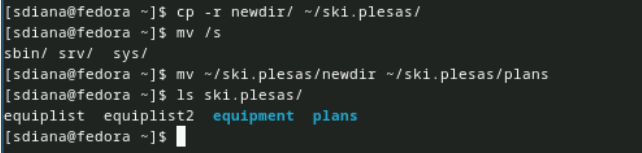 [sdiana@fedora ~]$ cp -r newdir/ ~/ski.plesas/
[sdiana@fedora ~]$ mv /s
sbin/ srv/  sys/
[sdiana@fedora ~]$ mv ~/ski.plesas/newdir ~/ski.plesas/plans
[sdiana@fedora ~]$ ls ski.plesas/
equiplist  equiplist2  equipment  plans
[sdiana@fedora ~]$